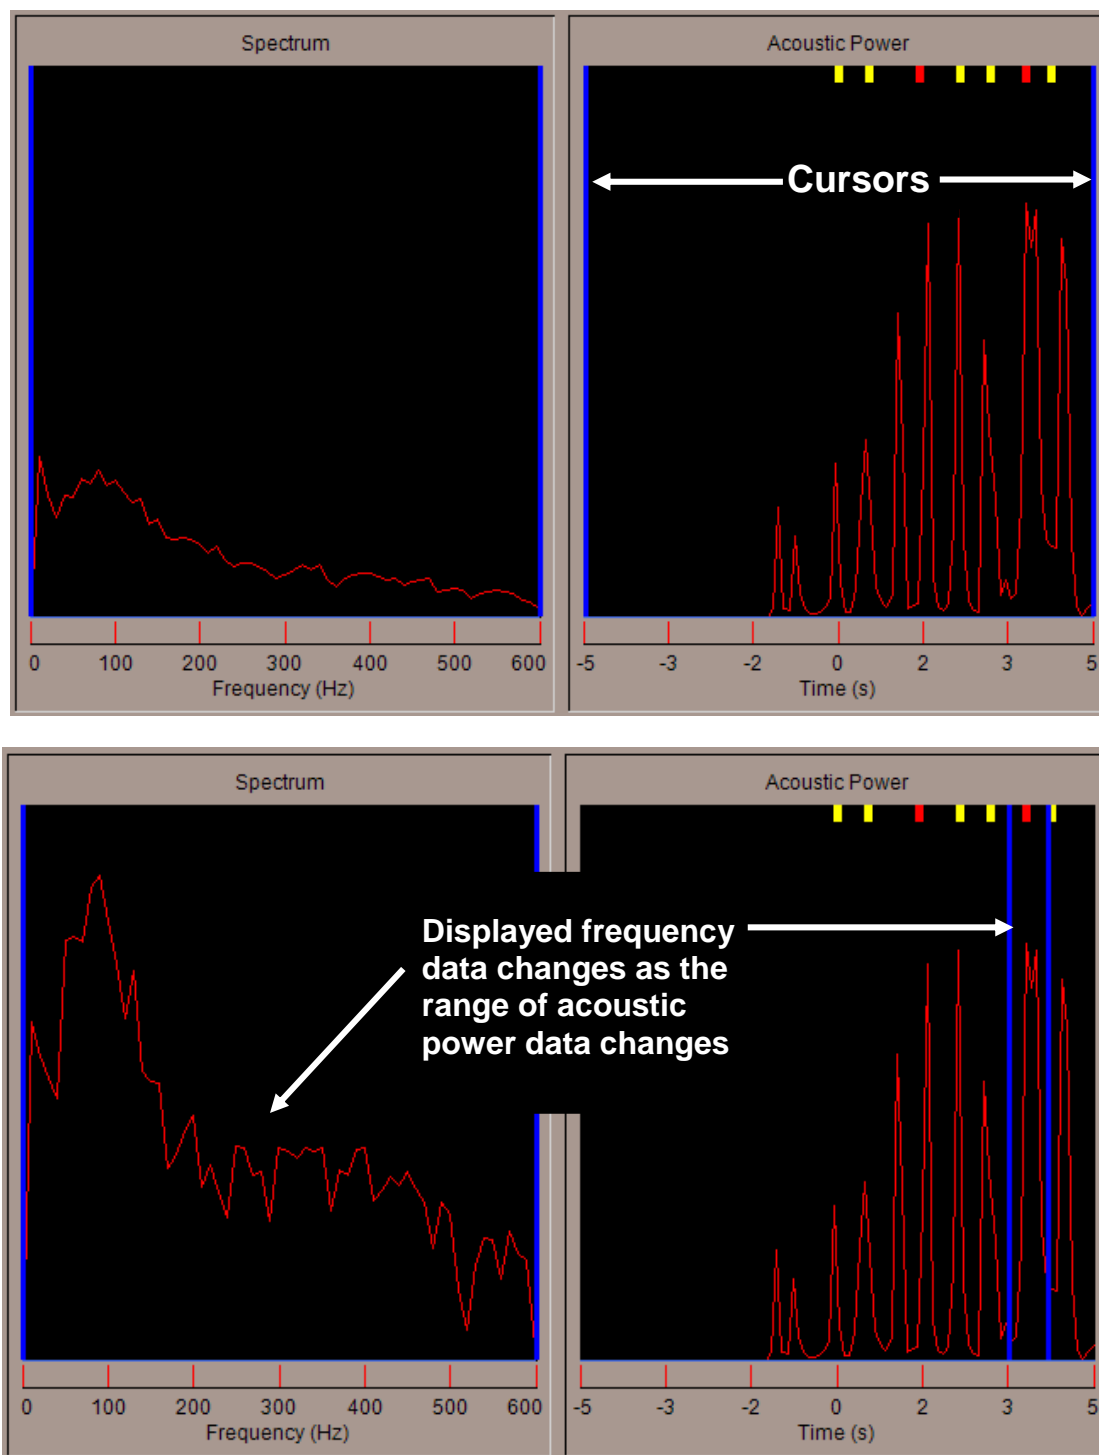 Spectrum
Acoustic Power
Cursors
0 100 200 300 400 500 600
Frequency (Hz)
-5 -3 -2 0 2 3 5
Time (s)
Spectrum
Acoustic Power
Displayed frequency
data changes as the
range of acoustic
power data changes
0 100 200 300 400 500 600
Frequency (Hz)
-5 -3 -2 0 2 3 5
Time (s)